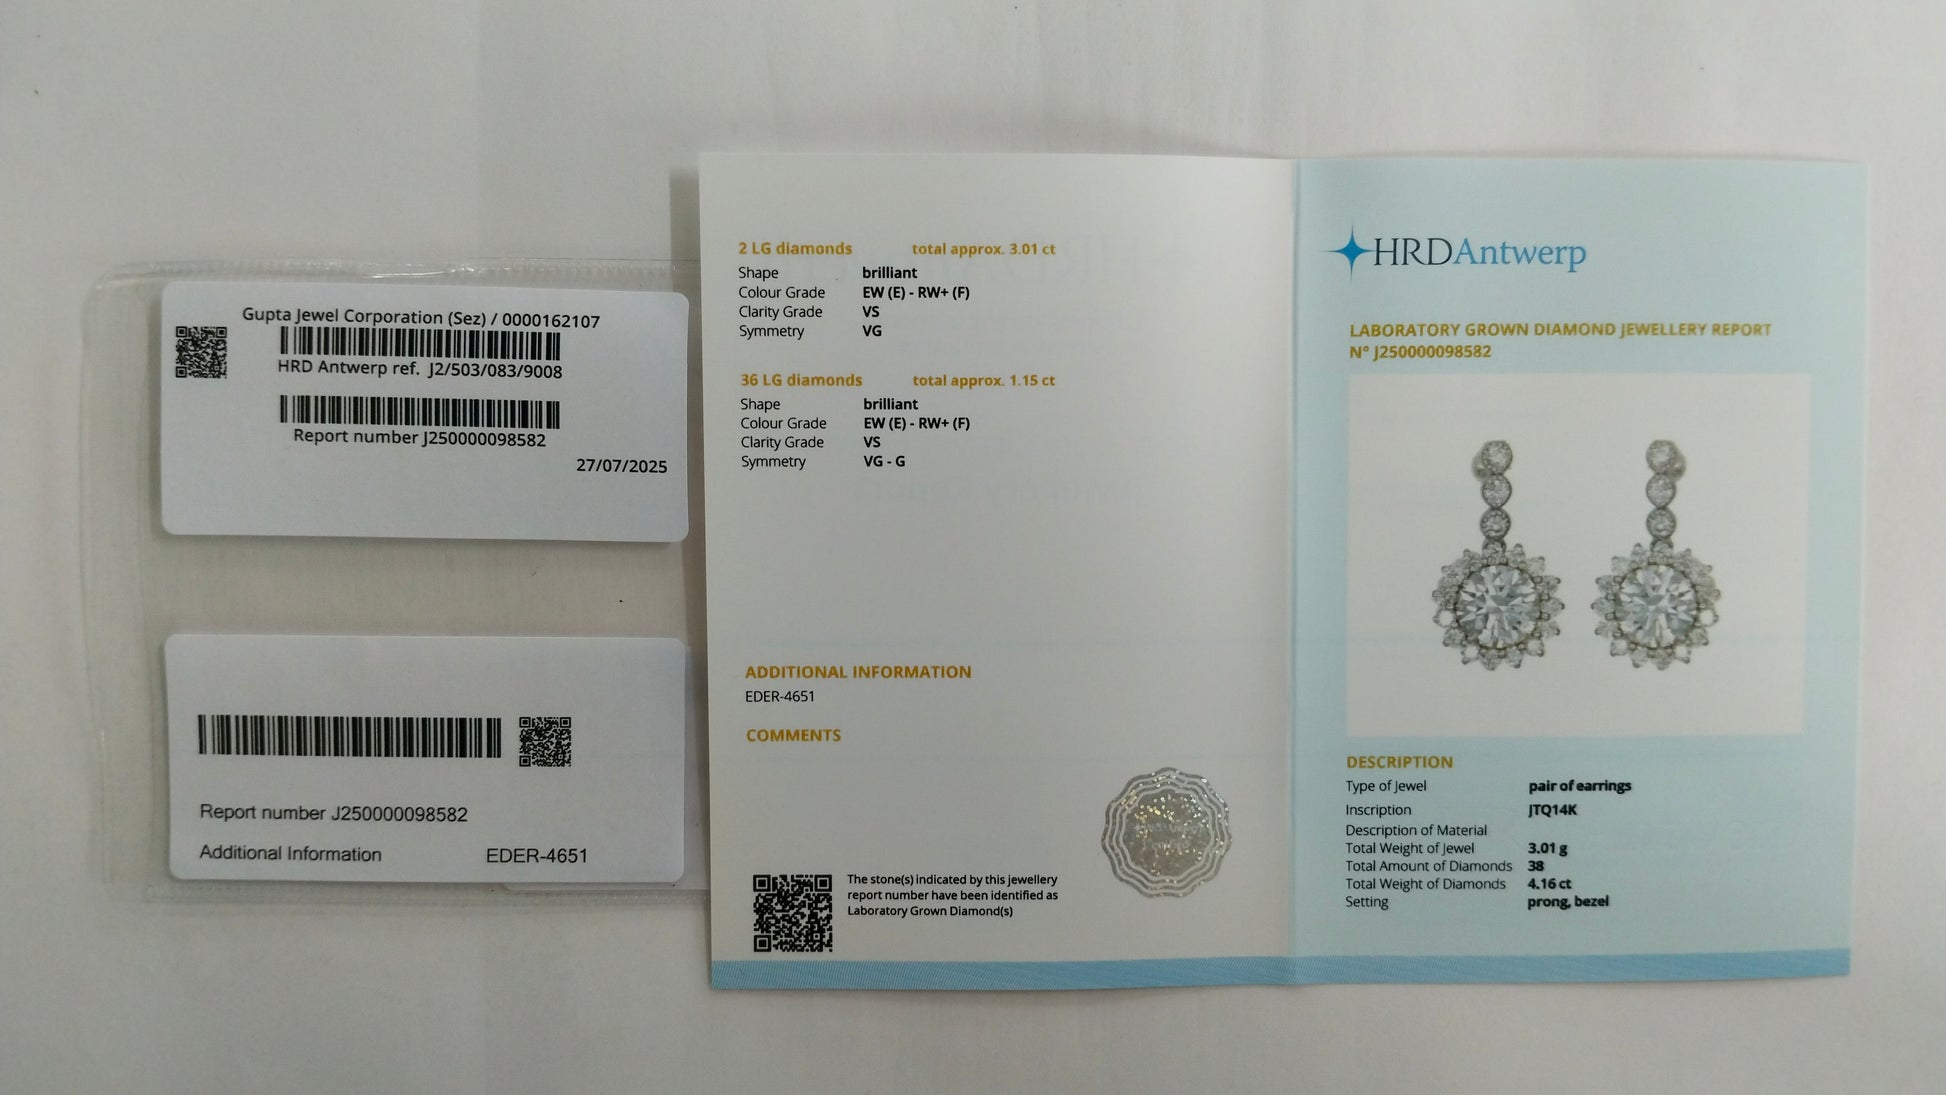 Gupta Jewel Corporation (Sez) / 0000162107
HRD Antwerp ref. J2/503/083/9008
Report number J250000098582
27/07/2025
Report number J250000098582
Additional Information EDER-4651
2 LG diamonds total approx. 3.01 ct
Shape brilliant
Colour Grade EW (E) - RW+ (F)
Clarity Grade VS
Symmetry VG
36 LG diamonds total approx. 1.15 ct
Shape brilliant
Colour Grade EW (E) - RW+ (F)
Clarity Grade VS
Symmetry VG - G
ADDITIONAL INFORMATION
EDER-4651
COMMENTS
The stone(s) indicated by this jewellery
report number have been identified as
Laboratory Grown Diamond(s)
HRDAntwerp
LABORATORY GROWN DIAMOND JEWELLERY REPORT
N° J250000098582
DESCRIPTION
Type of Jewel pair of earrings
Inscription JTQ14K
Description of Material
Total Weight of Jewel 3.01 g
Total Amount of Diamonds 38
Total Weight of Diamonds 4.16 ct
Setting prong, bezel